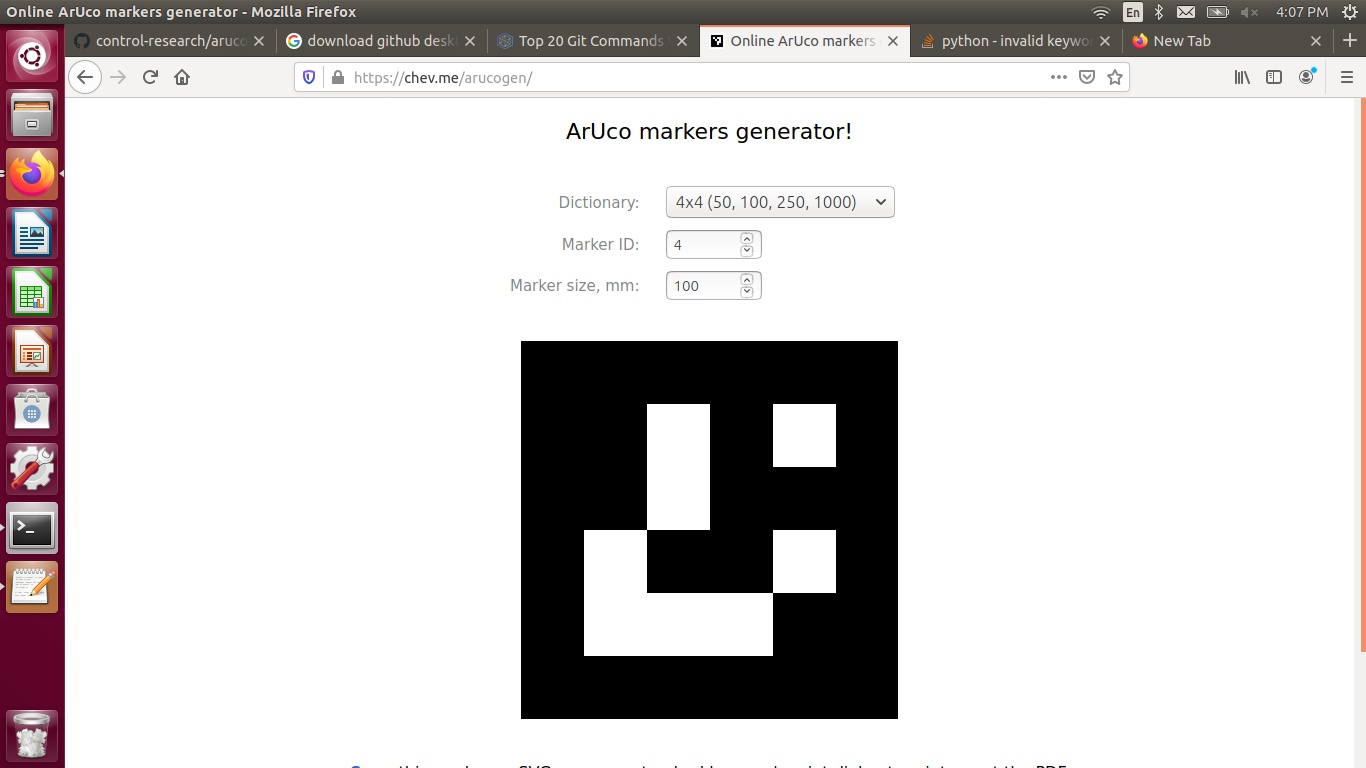 Online ArUco markers generator - Mozilla Firefox
En
4:07 PM
control-research/aruco
download github desk
Top 20 Git Commands
Online ArUco markers
python - invalid keywo
New Tab
https://chev.me/arucogen/
ArUco markers generator!
Dictionary:
4x4 (50, 100, 250, 1000)
Marker ID:
4
Marker size, mm:
100